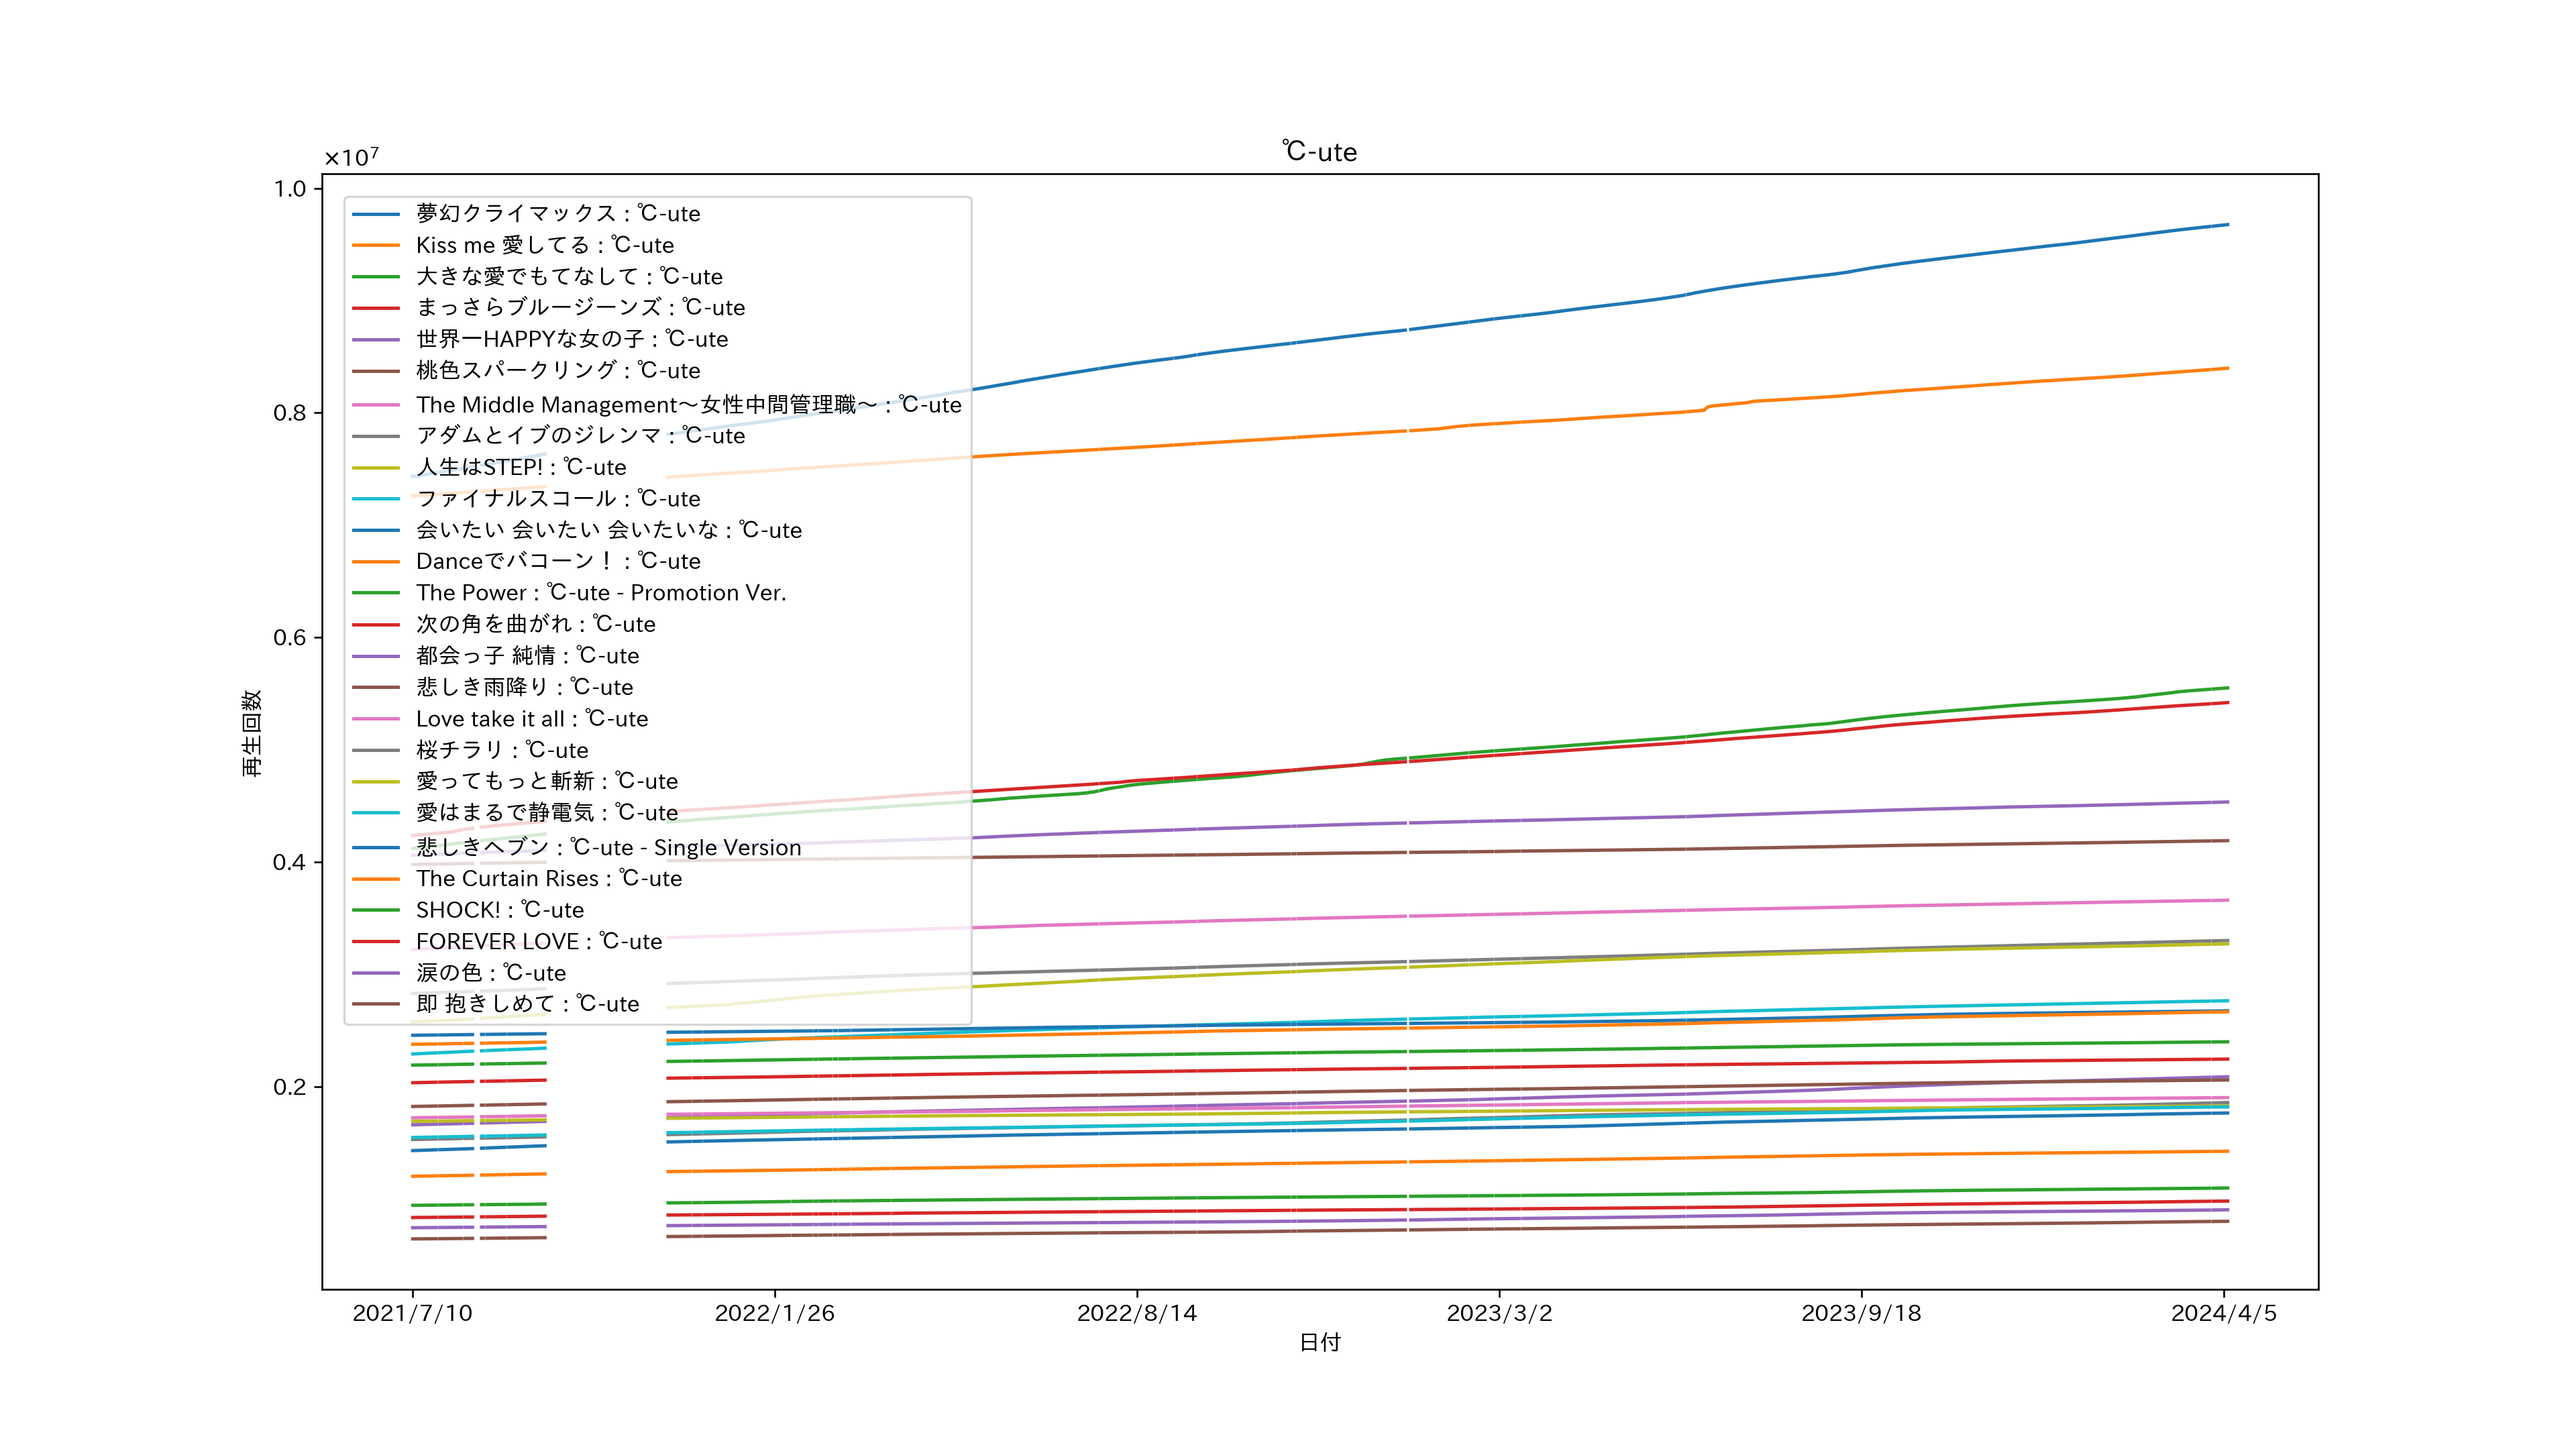 ℃-ute
×10⁷
1.0
0.8
0.6
0.4
0.2
再生回数
夢幻クライマックス : ℃-ute
Kiss me 愛してる : ℃-ute
大きな愛でもてなして : ℃-ute
まっさらブルージーンズ : ℃-ute
世界一HAPPYな女の子 : ℃-ute
桃色スパークリング : ℃-ute
The Middle Management〜女性中間管理職〜 : ℃-ute
アダムとイブのジレンマ : ℃-ute
人生はSTEP! : ℃-ute
ファイナルスコール : ℃-ute
会いたい 会いたい 会いたいな : ℃-ute
Danceでバコーン！ : ℃-ute
The Power : ℃-ute - Promotion Ver.
次の角を曲がれ : ℃-ute
都会っ子 純情 : ℃-ute
悲しき雨降り : ℃-ute
Love take it all : ℃-ute
桜チラリ : ℃-ute
愛ってもっと斬新 : ℃-ute
愛はまるで静電気 : ℃-ute
悲しきヘブン : ℃-ute - Single Version
The Curtain Rises : ℃-ute
SHOCK! : ℃-ute
FOREVER LOVE : ℃-ute
涙の色 : ℃-ute
即 抱きしめて : ℃-ute
2021/7/10 2022/1/26 2022/8/14 2023/3/2 2023/9/18 2024/4/5
日付